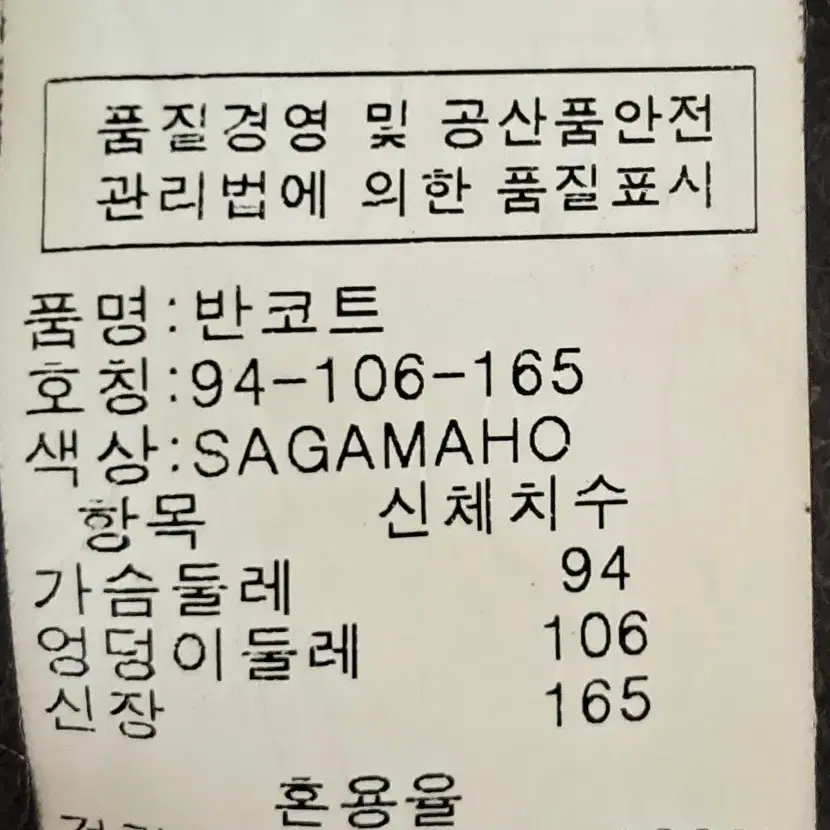 품질경영 및 공산품안전
관리법에 의한 품질표시
품명:반코트
호칭:94-106-165
색상:SAGAMAHO
항목 신체치수
가슴둘레 94
엉덩이둘레 106
신장 165
혼용율